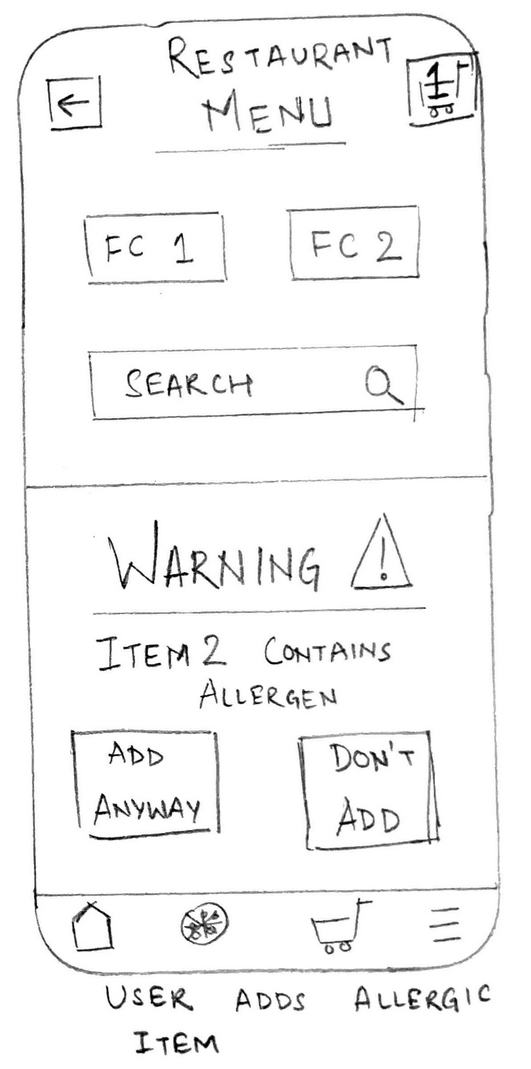 RESTAURANT
MENU
1
FC 1
FC 2
SEARCH
WARNING !
ITEM 2 CONTAINS
ALLERGEN
ADD
ANYWAY
DON'T
ADD
USER ADDS ALLERGIC
ITEM